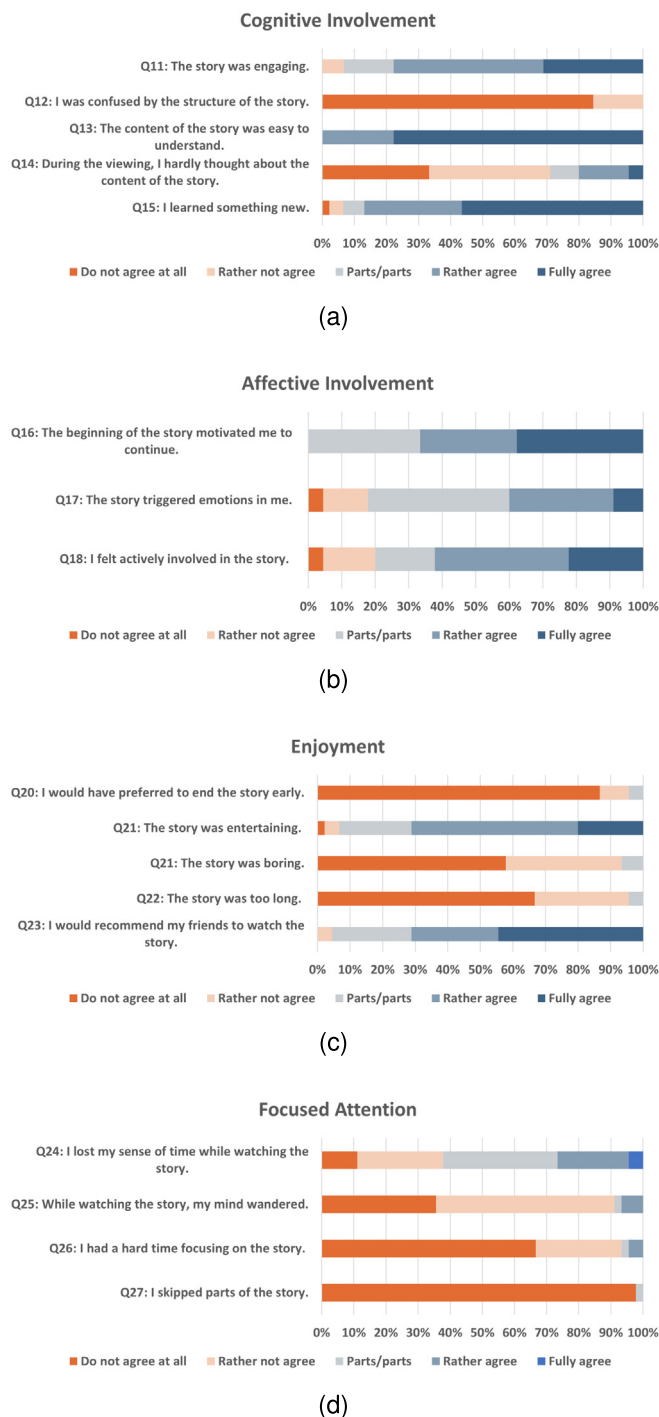 Cognitive Involvement
Q11: The story was engaging.
Q12: I was confused by the structure of the story.
Q13: The content of the story was easy to
understand.
Q14: During the viewing, I hardly thought about the
content of the story.
Q15: I learned something new.
0% 10% 20% 30% 40% 50% 60% 70% 80% 90% 100%
Do not agree at all Rather not agree Parts/parts Rather agree Fully agree
(a)
Affective Involvement
Q16: The beginning of the story motivated me to
continue.
Q17: The story triggered emotions in me.
Q18: I felt actively involved in the story.
0% 10% 20% 30% 40% 50% 60% 70% 80% 90% 100%
Do not agree at all Rather not agree Parts/parts Rather agree Fully agree
(b)
Enjoyment
Q20: I would have preferred to end the story early.
Q21: The story was entertaining.
Q21: The story was boring.
Q22: The story was too long.
Q23: I would recommend my friends to watch the
story.
0% 10% 20% 30% 40% 50% 60% 70% 80% 90% 100%
Do not agree at all Rather not agree Parts/parts Rather agree Fully agree
(c)
Focused Attention
Q24: I lost my sense of time while watching the
story.
Q25: While watching the story, my mind wandered.
Q26: I had a hard time focusing on the story.
Q27: I skipped parts of the story.
0% 10% 20% 30% 40% 50% 60% 70% 80% 90% 100%
Do not agree at all Rather not agree Parts/parts Rather agree Fully agree
(d)